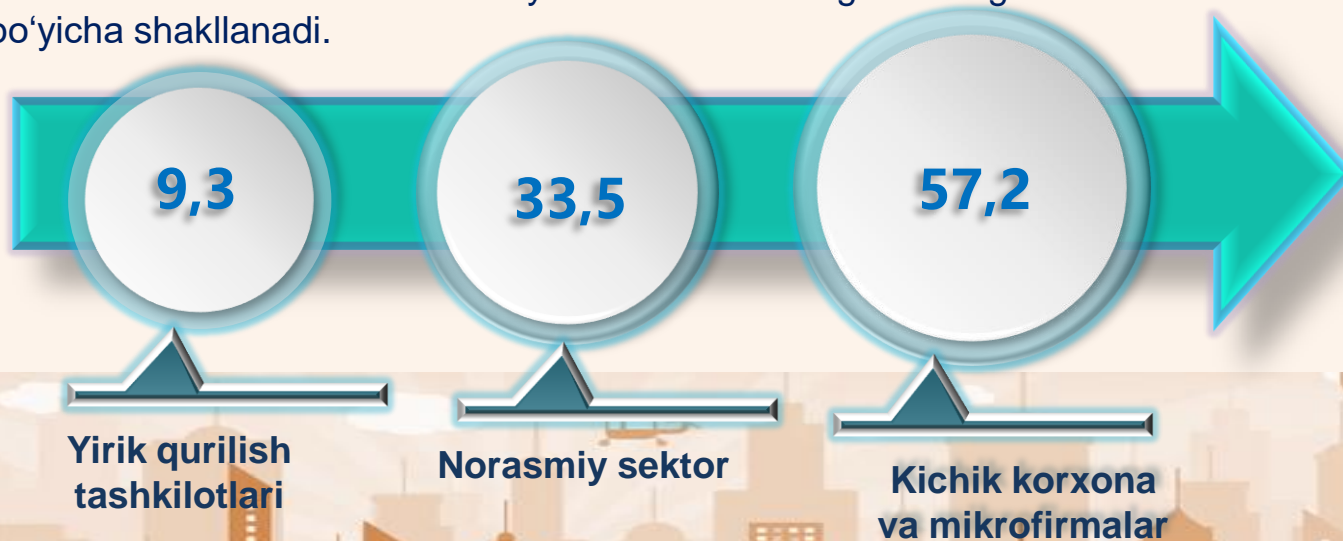 bo‘yicha shakllanadi.
9,3
33,5
57,2
Yirik qurilish
tashkilotlari
Norasmiy sektor
Kichik korxona
va mikrofirmalar